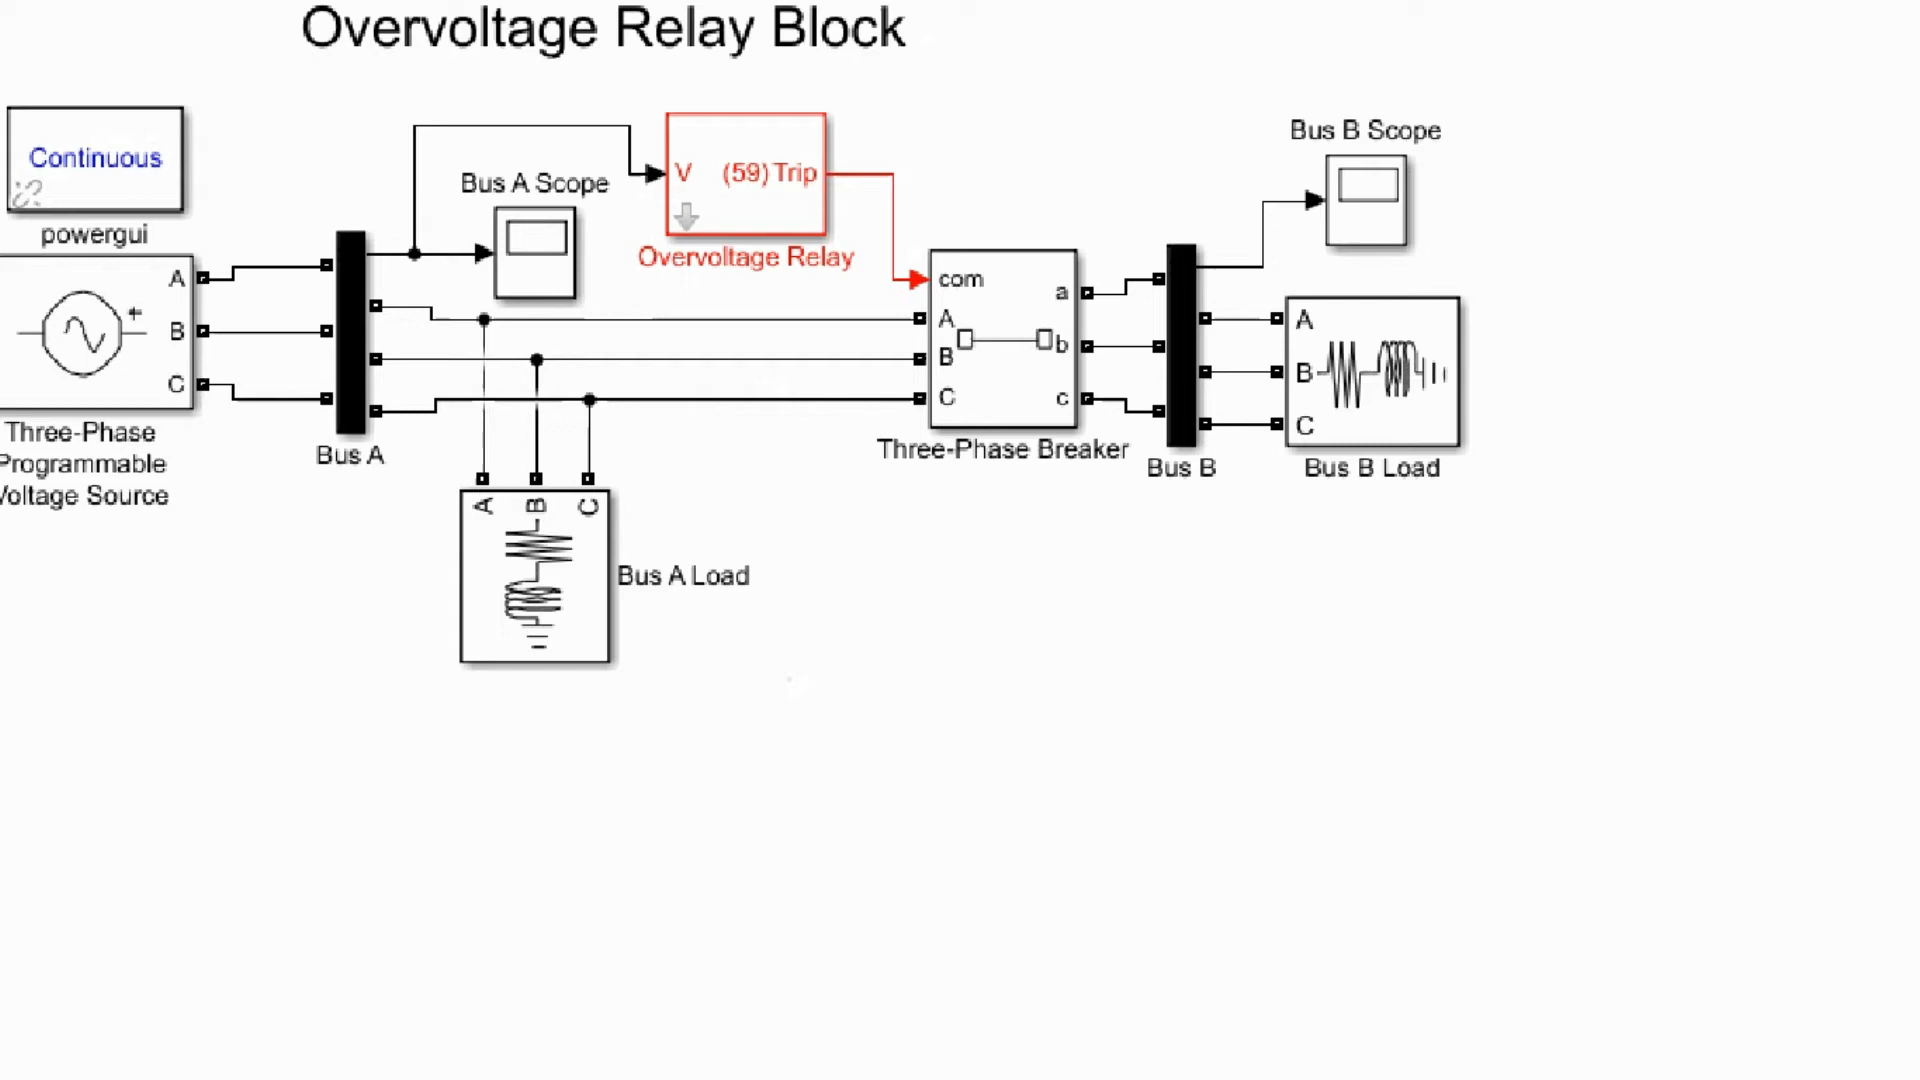 Overvoltage Relay Block
Continuous
powergui
Bus A Scope
V (59) Trip
Overvoltage Relay
Bus B Scope
A
B
C
Three-Phase
Programmable
Voltage Source
Bus A
com
A
B
C
a
b
c
Three-Phase Breaker
Bus B
A
B
C
Bus B Load
A
B
C
Bus A Load